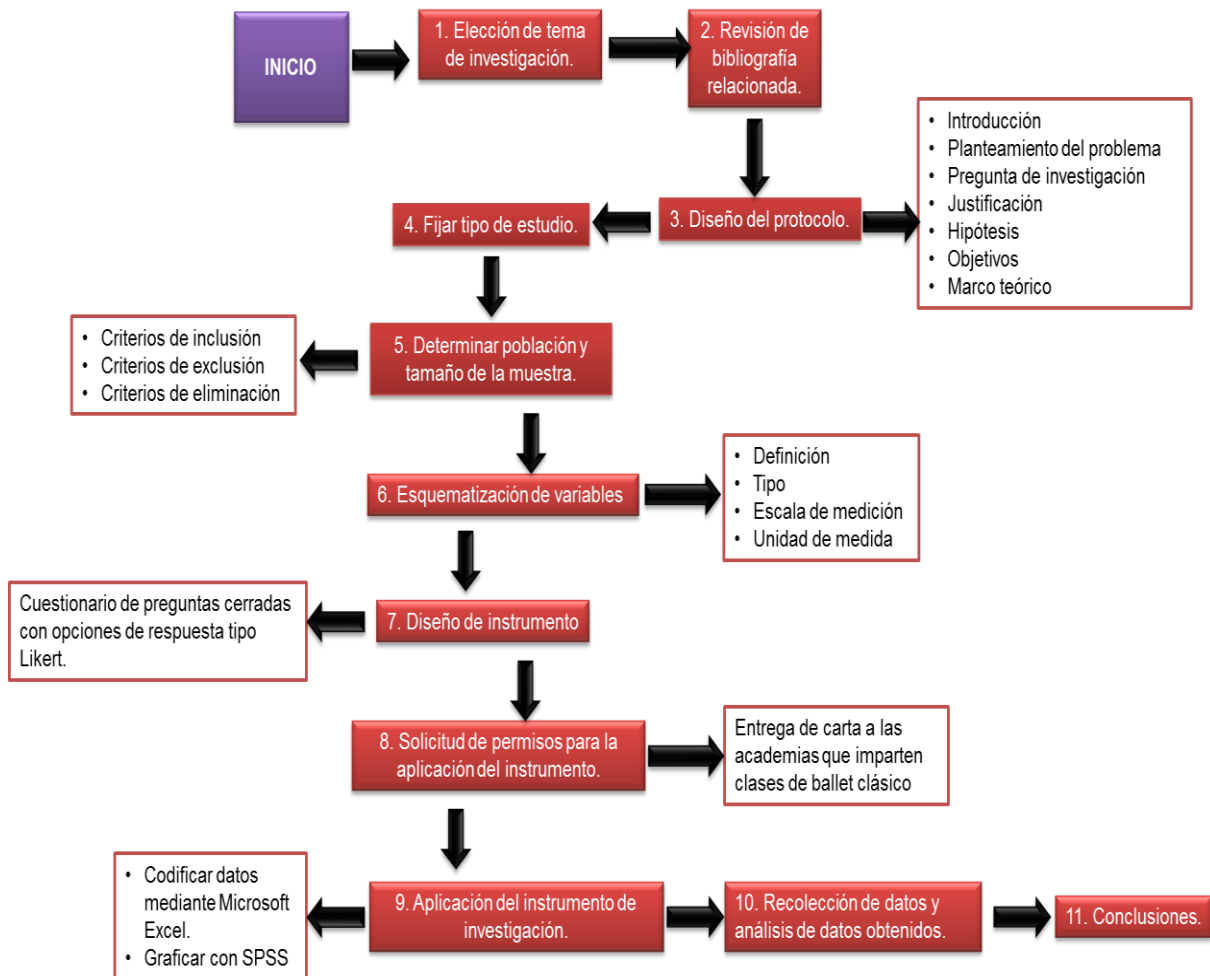 INICIO
1. Elección de tema
de investigación.
2. Revisión de
bibliografía
relacionada.
• Introducción
• Planteamiento del problema
• Pregunta de investigación
• Justificación
• Hipótesis
• Objetivos
• Marco teórico
3. Diseño del protocolo.
4. Fijar tipo de estudio.
5. Determinar población y
tamaño de la muestra.
• Criterios de inclusión
• Criterios de exclusión
• Criterios de eliminación
6. Esquematización de variables
• Definición
• Tipo
• Escala de medición
• Unidad de medida
7. Diseño de instrumento
Cuestionario de preguntas cerradas
con opciones de respuesta tipo
Likert.
8. Solicitud de permisos para la
aplicación del instrumento.
Entrega de carta a las
academias que imparten
clases de ballet clásico
9. Aplicación del instrumento de
investigación.
• Codificar datos
mediante Microsoft
Excel.
• Graficar con SPSS
10. Recolección de datos y
análisis de datos obtenidos.
11. Conclusiones.